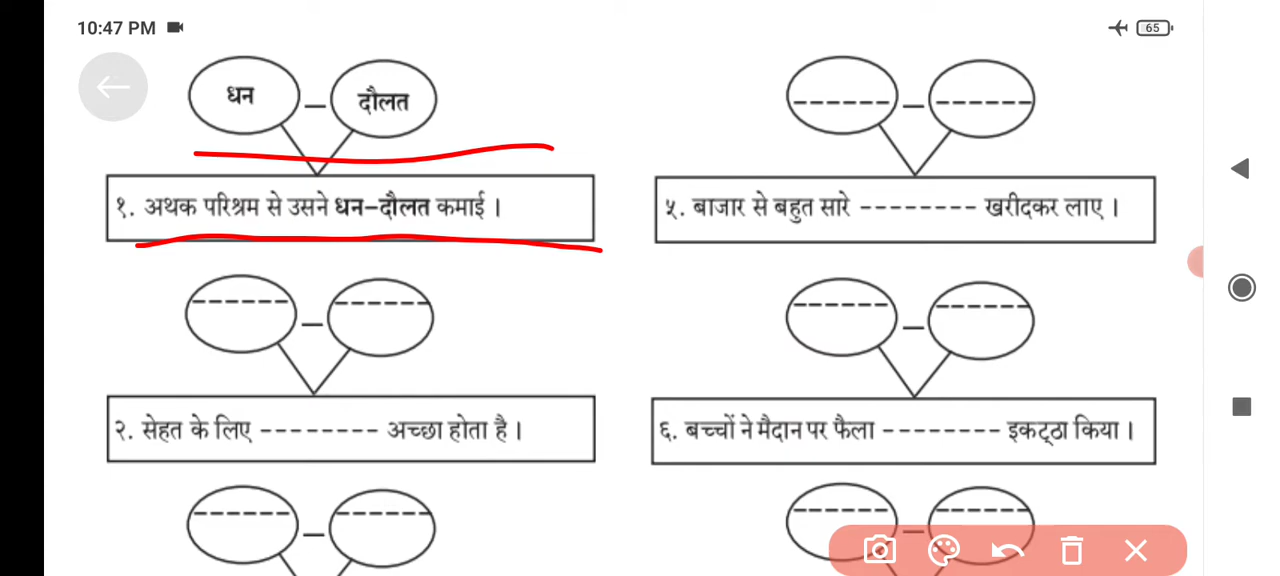 10:47 PM
65
धन – दौलत
१. अथक परिश्रम से उसने धन–दौलत कमाई ।
------ – ------
२. सेहत के लिए -------- अच्छा होता है ।
------ – ------
------ – ------
५. बाजार से बहुत सारे -------- खरीदकर लाए ।
------ – ------
६. बच्चों ने मैदान पर फैला -------- इकट्ठा किया ।
------ – ------